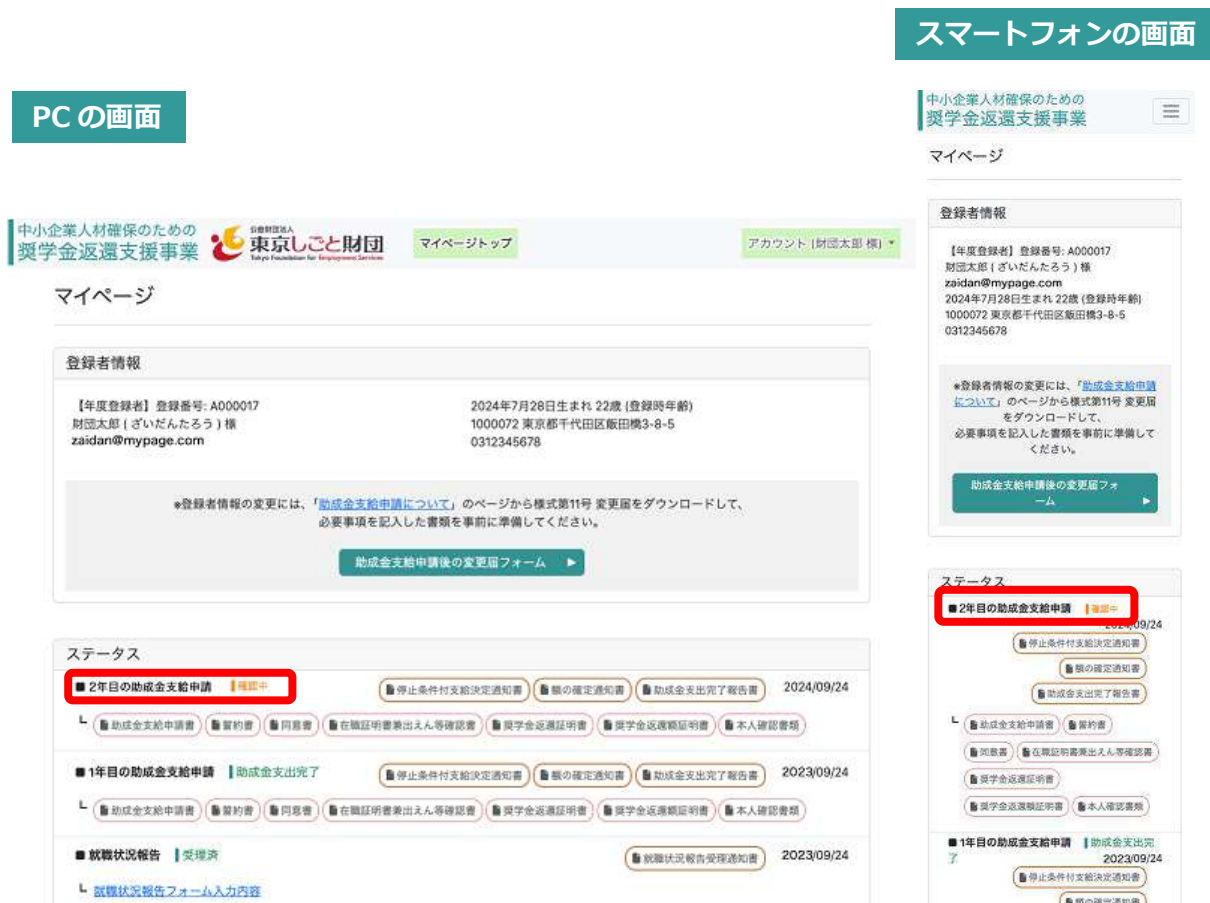 スマートフォンの画面
PC の画面
中小企業人材確保のための
奨学金返還支援事業
公益財団法人
東京しごと財団
Tokyo Foundation for Employment Services
マイページトップ
アカウント (財団太郎 様)
マイページ
登録者情報
【年度登録者】登録番号: A000017
財団太郎 ( ざいだんたろう ) 様
zaidan@mypage.com
2024年7月28日生まれ 22歳 (登録時年齢)
1000072 東京都千代田区飯田橋3-8-5
0312345678
※登録者情報の変更には、「助成金支給申請について」のページから様式第11号 変更届をダウンロードして、
必要事項を記入した書類を事前に準備してください。
助成金支給申請後の変更届フォーム ▶
ステータス
■ 2年目の助成金支給申請 確認中 停止条件付支給決定通知書 額の確定通知書 助成金支出完了報告書 2024/09/24
└ 助成金支給申請書 誓約書 同意書 在職証明書兼出えん等確認書 奨学金返還証明書 奨学金返還額証明書 本人確認書類
■ 1年目の助成金支給申請 助成金支出完了 停止条件付支給決定通知書 額の確定通知書 助成金支出完了報告書 2023/09/24
└ 助成金支給申請書 誓約書 同意書 在職証明書兼出えん等確認書 奨学金返還証明書 奨学金返還額証明書 本人確認書類
■ 就職状況報告 受理済 就職状況報告受理通知書 2023/09/24
└ 就職状況報告フォーム入力内容
中小企業人材確保のための
奨学金返還支援事業
マイページ
登録者情報
【年度登録者】登録番号: A000017
財団太郎 ( ざいだんたろう ) 様
zaidan@mypage.com
2024年7月28日生まれ 22歳 (登録時年齢)
1000072 東京都千代田区飯田橋3-8-5
0312345678
※登録者情報の変更には、「助成金支給申請
について」のページから様式第11号 変更届
をダウンロードして、
必要事項を記入した書類を事前に準備して
ください。
助成金支給申請後の変更届フォ
ーム ▶
ステータス
■ 2年目の助成金支給申請 確認中
2024/09/24
停止条件付支給決定通知書
額の確定通知書
助成金支出完了報告書
└ 助成金支給申請書 誓約書
同意書 在職証明書兼出えん等確認書
奨学金返還証明書
奨学金返還額証明書 本人確認書類
■ 1年目の助成金支給申請 助成金支出完
了 2023/09/24
停止条件付支給決定通知書
額の確定通知書